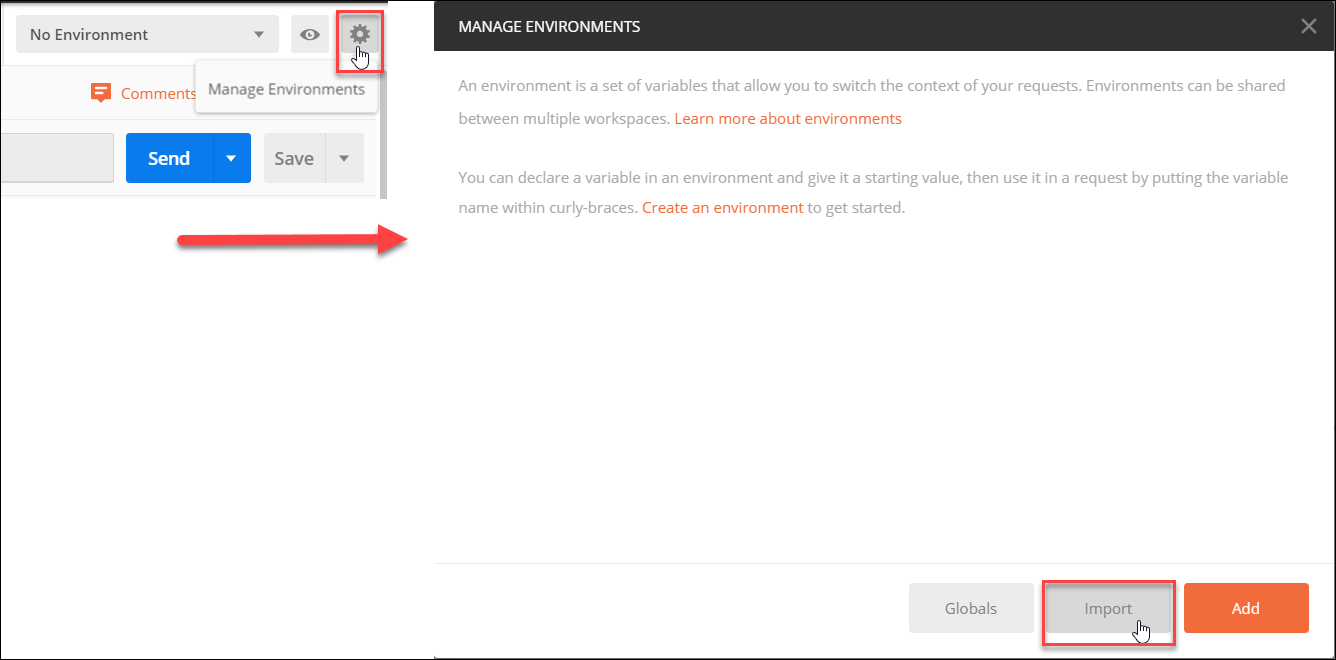 No Environment
Manage Environments
Comments
Send
Save
MANAGE ENVIRONMENTS
An environment is a set of variables that allow you to switch the context of your requests. Environments can be shared
between multiple workspaces. Learn more about environments
You can declare a variable in an environment and give it a starting value, then use it in a request by putting the variable
name within curly-braces. Create an environment to get started.
Globals
Import
Add